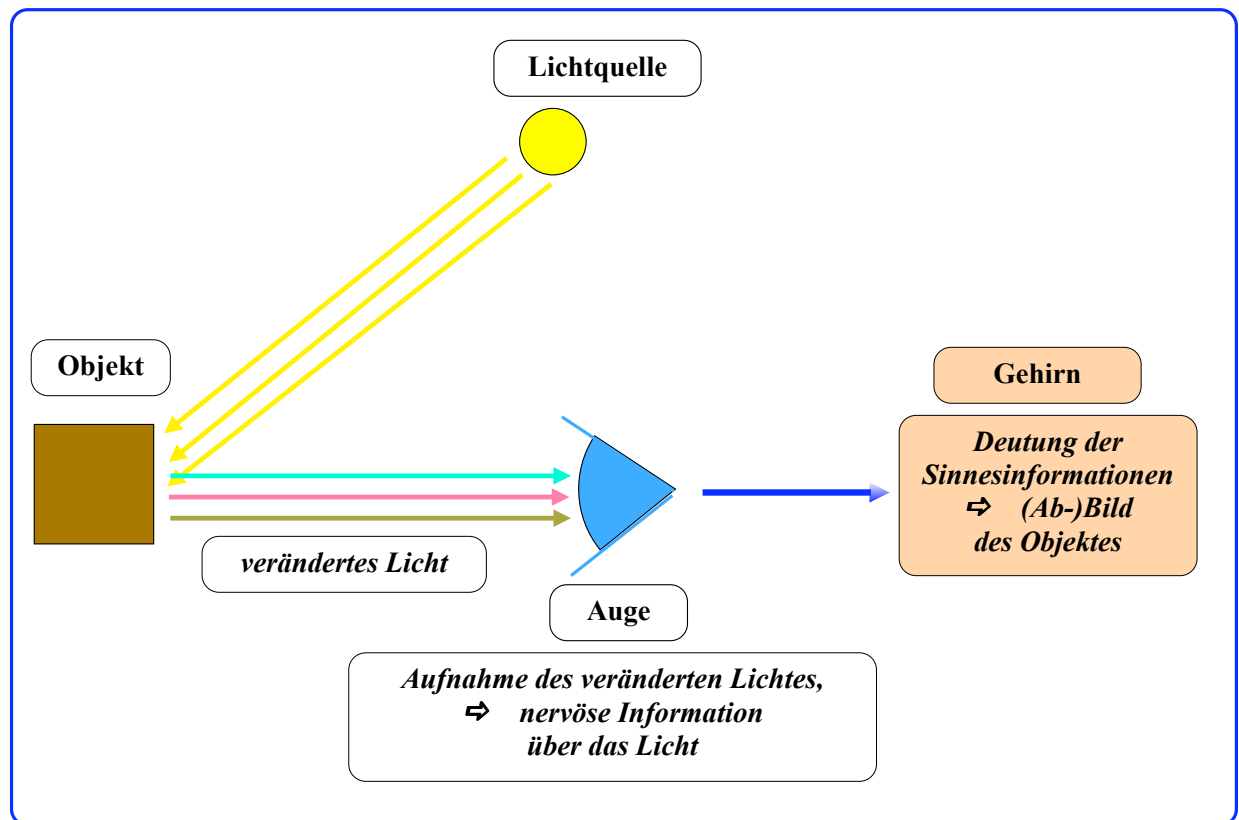 Lichtquelle
Objekt
Gehirn
Deutung der
Sinnesinformationen
⇨ (Ab-)Bild
des Objektes
verändertes Licht
Auge
Aufnahme des veränderten Lichtes,
⇨ nervöse Information
über das Licht